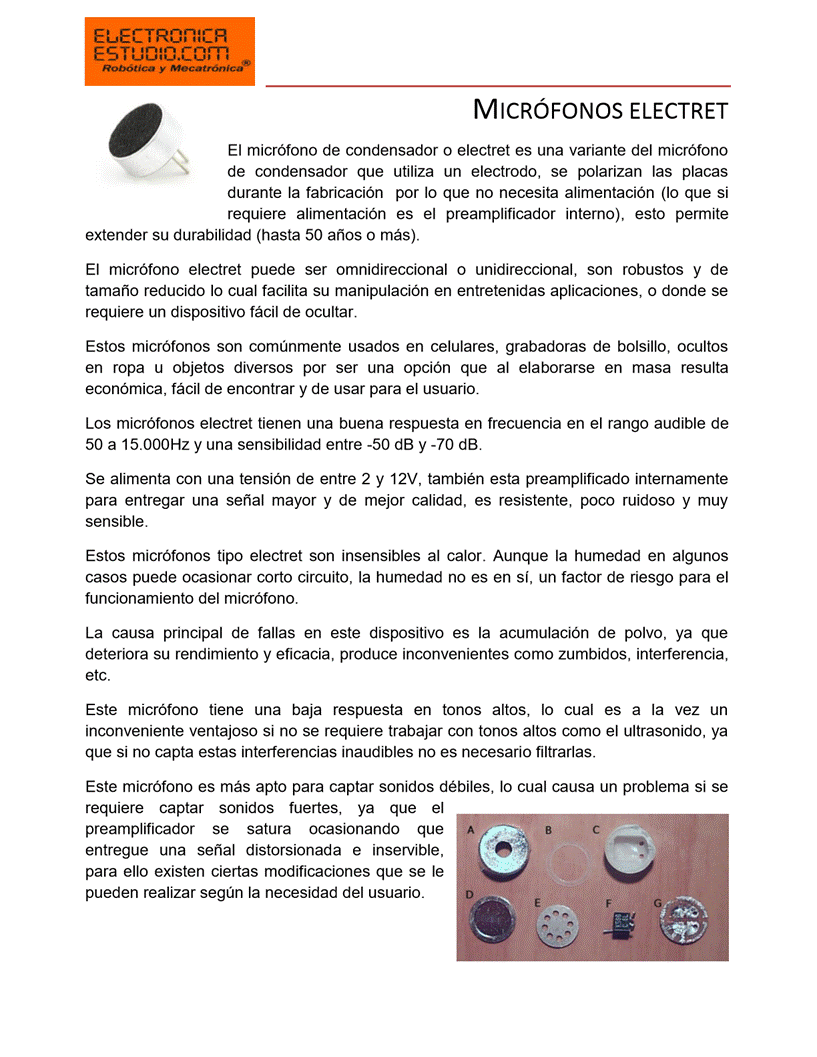 ELECTRONICA
ESTUDIO.COM
Robótica y Mecatrónica®
MICRÓFONOS ELECTRET
El micrófono de condensador o electret es una variante del micrófono
de condensador que utiliza un electrodo, se polarizan las placas
durante la fabricación por lo que no necesita alimentación (lo que si
requiere alimentación es el preamplificador interno), esto permite
extender su durabilidad (hasta 50 años o más).
El micrófono electret puede ser omnidireccional o unidireccional, son robustos y de
tamaño reducido lo cual facilita su manipulación en entretenidas aplicaciones, o donde se
requiere un dispositivo fácil de ocultar.
Estos micrófonos son comúnmente usados en celulares, grabadoras de bolsillo, ocultos
en ropa u objetos diversos por ser una opción que al elaborarse en masa resulta
económica, fácil de encontrar y de usar para el usuario.
Los micrófonos electret tienen una buena respuesta en frecuencia en el rango audible de
50 a 15.000Hz y una sensibilidad entre -50 dB y -70 dB.
Se alimenta con una tensión de entre 2 y 12V, también esta preamplificado internamente
para entregar una señal mayor y de mejor calidad, es resistente, poco ruidoso y muy
sensible.
Estos micrófonos tipo electret son insensibles al calor. Aunque la humedad en algunos
casos puede ocasionar corto circuito, la humedad no es en sí, un factor de riesgo para el
funcionamiento del micrófono.
La causa principal de fallas en este dispositivo es la acumulación de polvo, ya que
deteriora su rendimiento y eficacia, produce inconvenientes como zumbidos, interferencia,
etc.
Este micrófono tiene una baja respuesta en tonos altos, lo cual es a la vez un
inconveniente ventajoso si no se requiere trabajar con tonos altos como el ultrasonido, ya
que si no capta estas interferencias inaudibles no es necesario filtrarlas.
Este micrófono es más apto para captar sonidos débiles, lo cual causa un problema si se
requiere captar sonidos fuertes, ya que el
preamplificador se satura ocasionando que
entregue una señal distorsionada e inservible,
para ello existen ciertas modificaciones que se le
pueden realizar según la necesidad del usuario.
A B C
D E F G